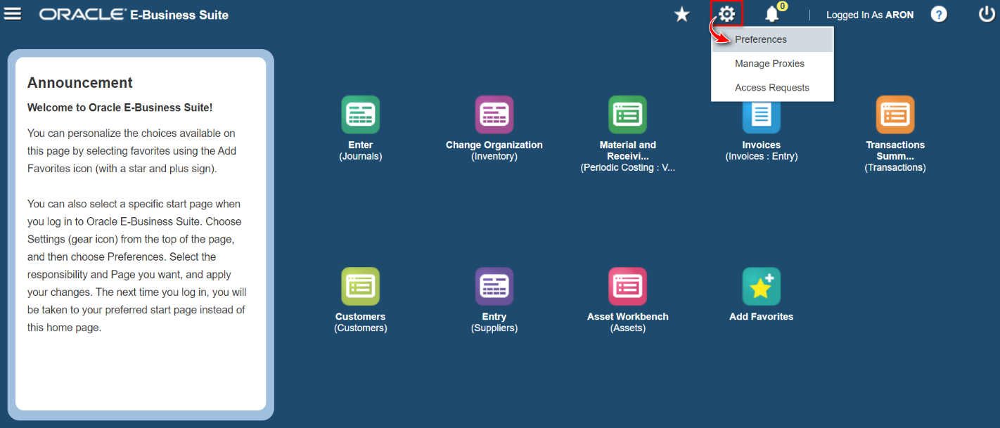 ORACLE E-Business Suite
0
Logged In As ARON
?
Preferences
Manage Proxies
Access Requests
Announcement
Welcome to Oracle E-Business Suite!
You can personalize the choices available on
this page by selecting favorites using the Add
Favorites icon (with a star and plus sign).
You can also select a specific start page when
you log in to Oracle E-Business Suite. Choose
Settings (gear icon) from the top of the page,
and then choose Preferences. Select the
responsibility and Page you want, and apply
your changes. The next time you log in, you will
be taken to your preferred start page instead of
this home page.
Enter
(Journals)
Change Organization
(Inventory)
Material and
Receivi...
(Periodic Costing : V...
Invoices
(Invoices : Entry)
Transactions
Summ...
(Transactions)
Customers
(Customers)
Entry
(Suppliers)
Asset Workbench
(Assets)
Add Favorites